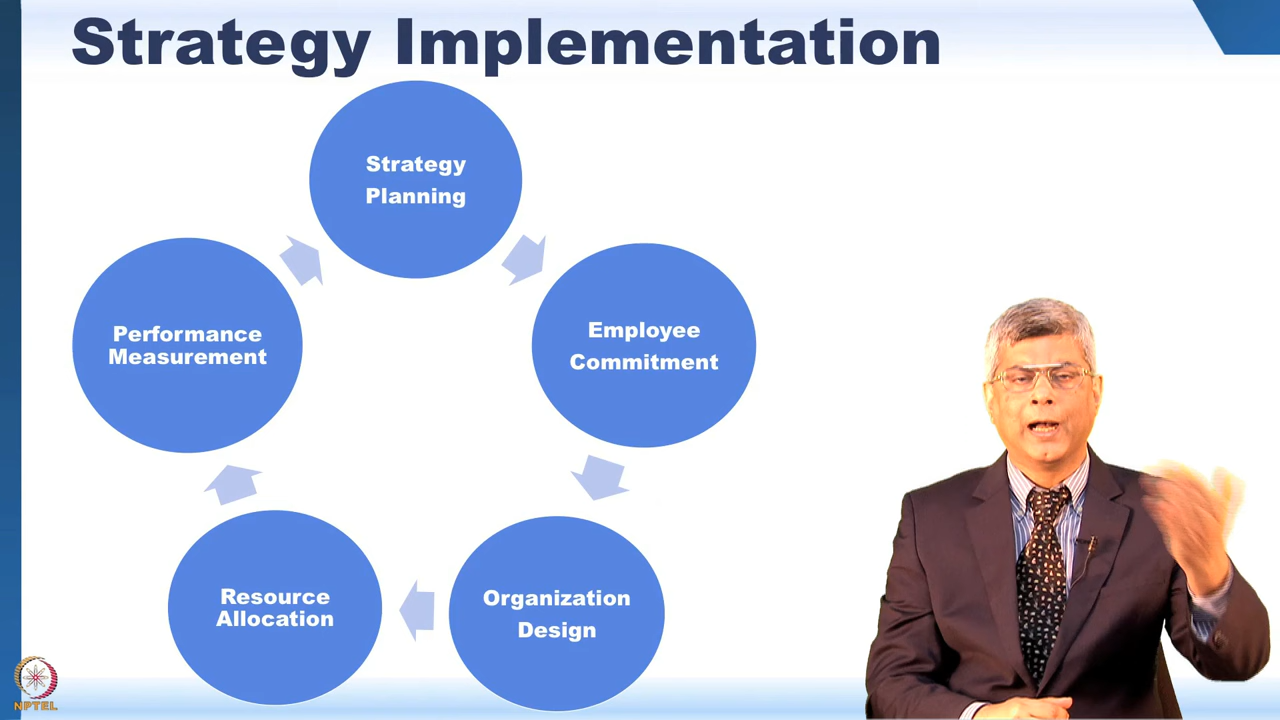 Strategy Implementation
Strategy
Planning
Employee
Commitment
Organization
Design
Resource
Allocation
Performance
Measurement
NPTEL